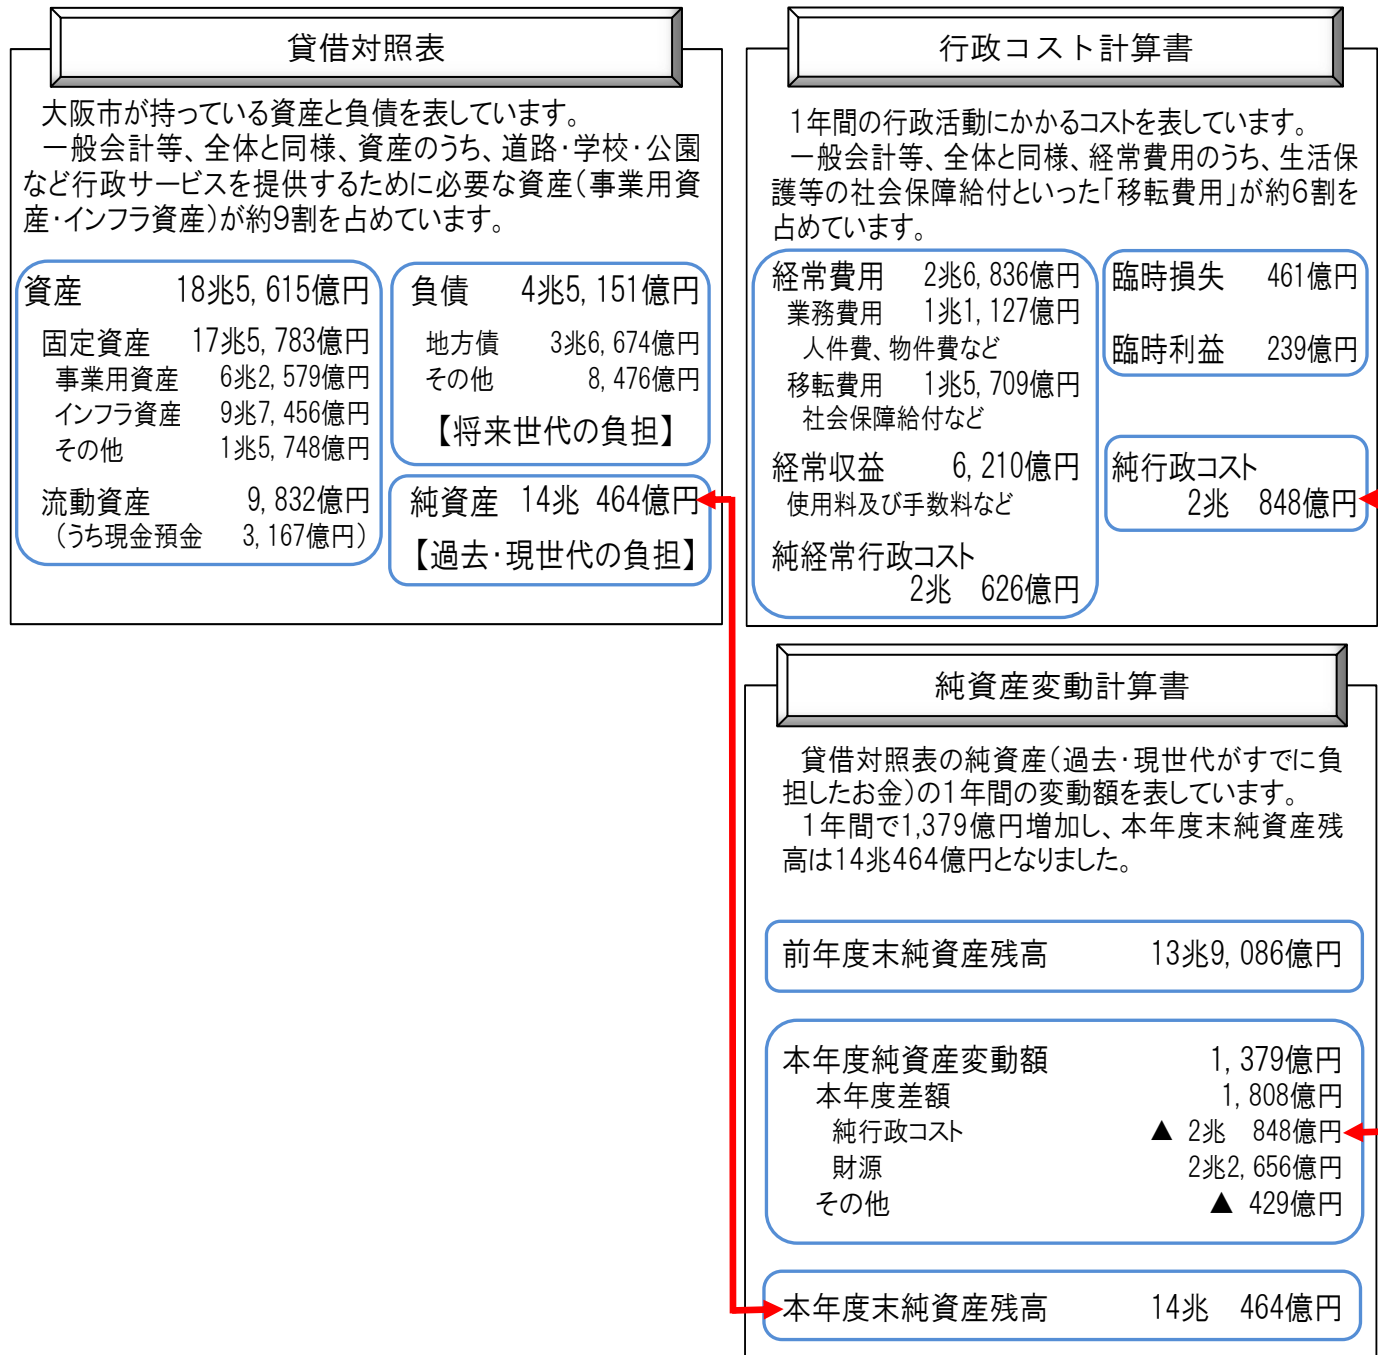 貸借対照表
大阪市が持っている資産と負債を表しています。
一般会計等、全体と同様、資産のうち、道路・学校・公園
など行政サービスを提供するために必要な資産（事業用資
産・インフラ資産）が約9割を占めています。
資産 18兆5,615億円
固定資産 17兆5,783億円
事業用資産 6兆2,579億円
インフラ資産 9兆7,456億円
その他 1兆5,748億円
流動資産 9,832億円
（うち現金預金 3,167億円）
負債 4兆5,151億円
地方債 3兆6,674億円
その他 8,476億円
【将来世代の負担】
純資産 14兆 464億円
【過去・現世代の負担】
行政コスト計算書
1年間の行政活動にかかるコストを表しています。
一般会計等、全体と同様、経常費用のうち、生活保
護等の社会保障給付といった「移転費用」が約6割を
占めています。
経常費用 2兆6,836億円
業務費用 1兆1,127億円
人件費、物件費など
移転費用 1兆5,709億円
社会保障給付など
経常収益 6,210億円
使用料及び手数料など
純経常行政コスト
2兆 626億円
臨時損失 461億円
臨時利益 239億円
純行政コスト
2兆 848億円
純資産変動計算書
貸借対照表の純資産（過去・現世代がすでに負
担したお金）の1年間の変動額を表しています。
1年間で1,379億円増加し、本年度末純資産残
高は14兆464億円となりました。
前年度末純資産残高 13兆9,086億円
本年度純資産変動額 1,379億円
本年度差額 1,808億円
純行政コスト ▲ 2兆 848億円
財源 2兆2,656億円
その他 ▲ 429億円
本年度末純資産残高 14兆 464億円